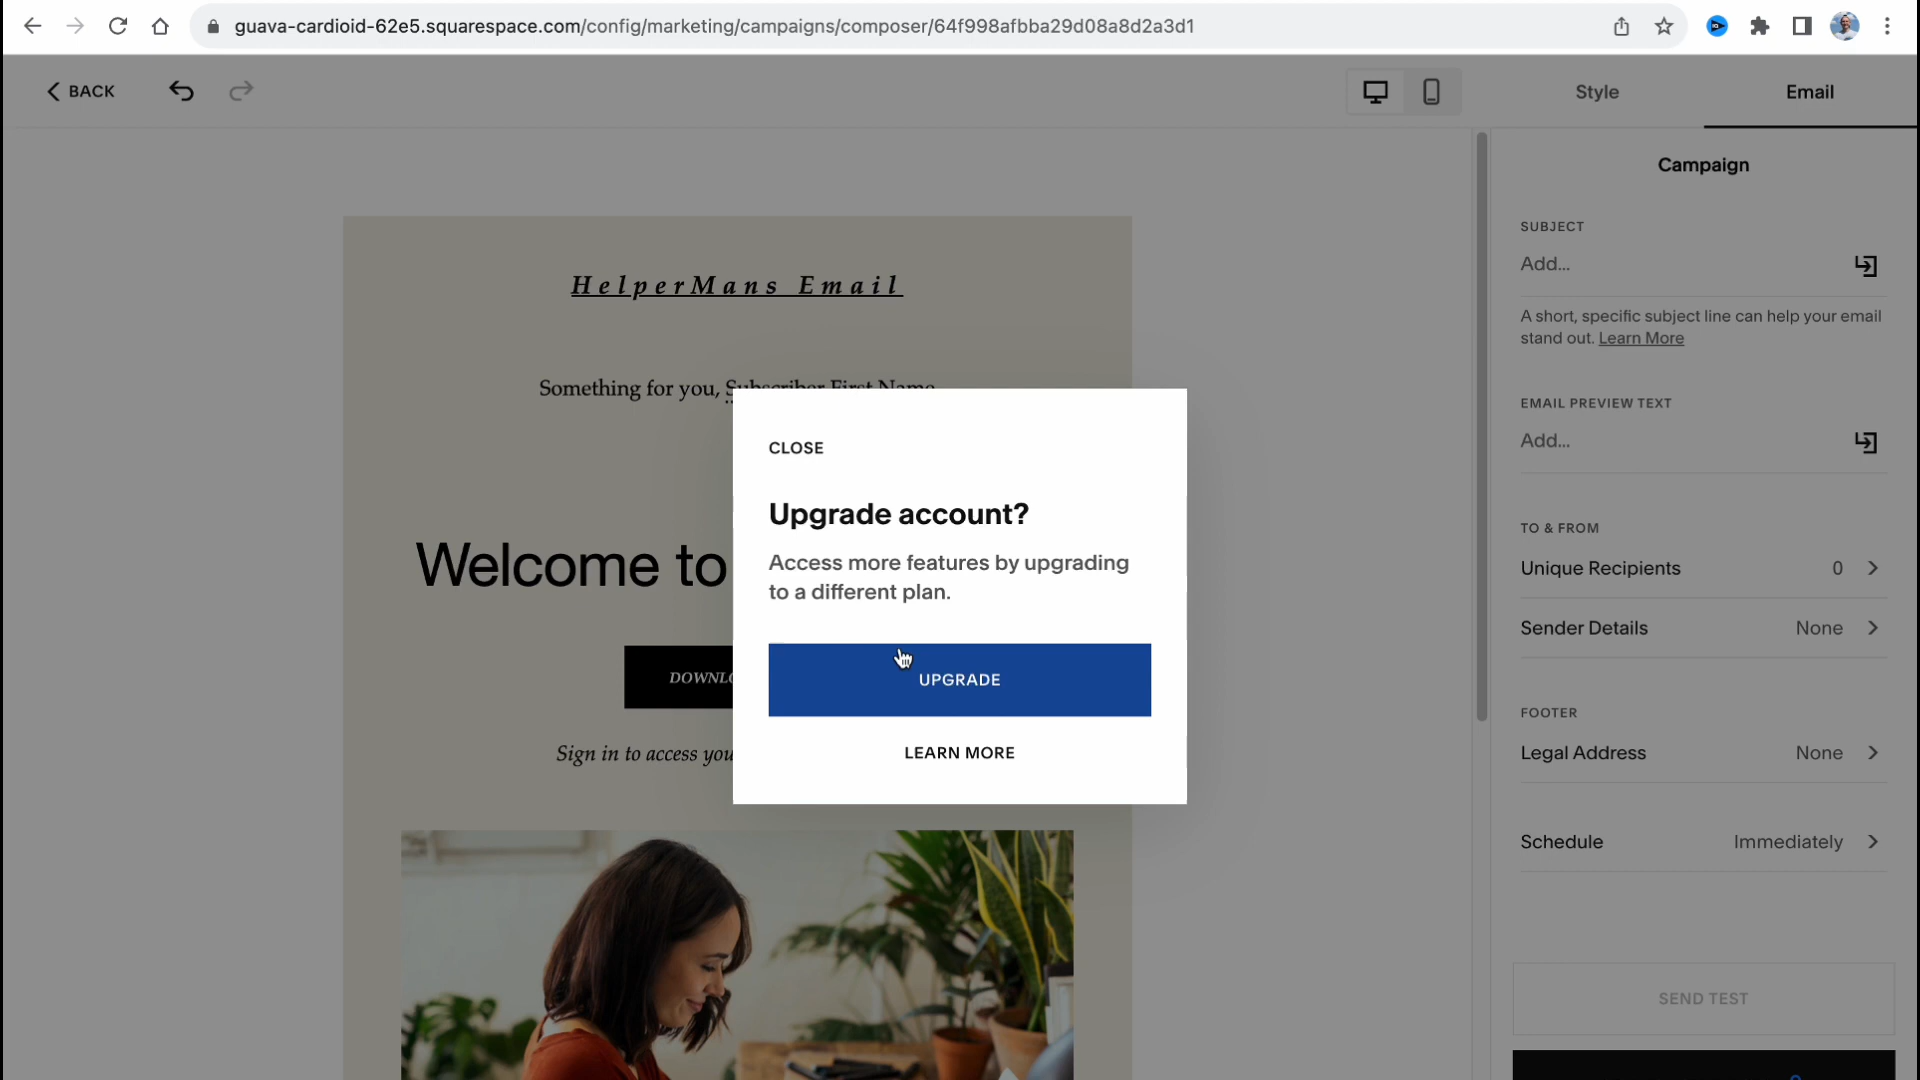 guava-cardioid-62e5.squarespace.com/config/marketing/campaigns/composer/64f998afbba29d08a8d2a3d1
BACK
Style
Email
Campaign
SUBJECT
Add...
A short, specific subject line can help your email
stand out. Learn More
EMAIL PREVIEW TEXT
Add...
TO & FROM
Unique Recipients 0
Sender Details None
FOOTER
Legal Address None
Schedule Immediately
SEND TEST
HelperMans Email
Something for you, Subscriber First Name
Welcome to
Sign in to access
CLOSE
Upgrade account?
Access more features by upgrading
to a different plan.
UPGRADE
LEARN MORE